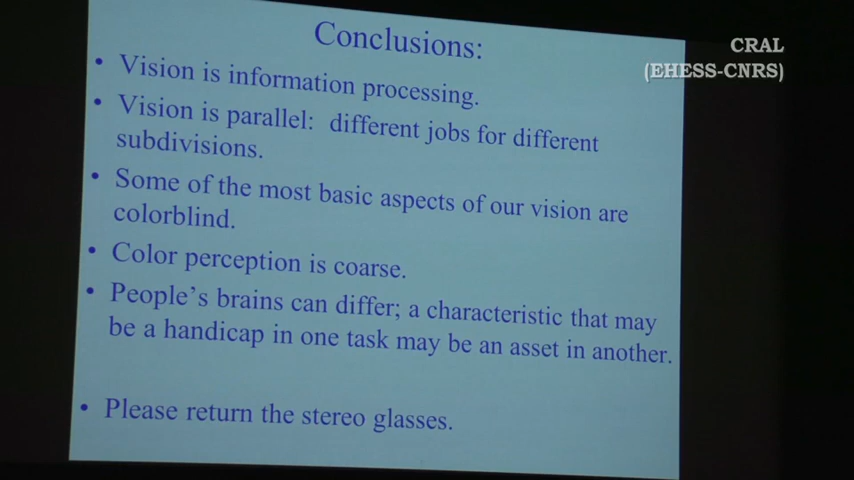 Conclusions:
CRAL
(EHESS-CNRS)
• Vision is information processing.
• Vision is parallel: different jobs for different
subdivisions.
• Some of the most basic aspects of our vision are
colorblind.
• Color perception is coarse.
• People's brains can differ; a characteristic that may
be a handicap in one task may be an asset in another.
• Please return the stereo glasses.